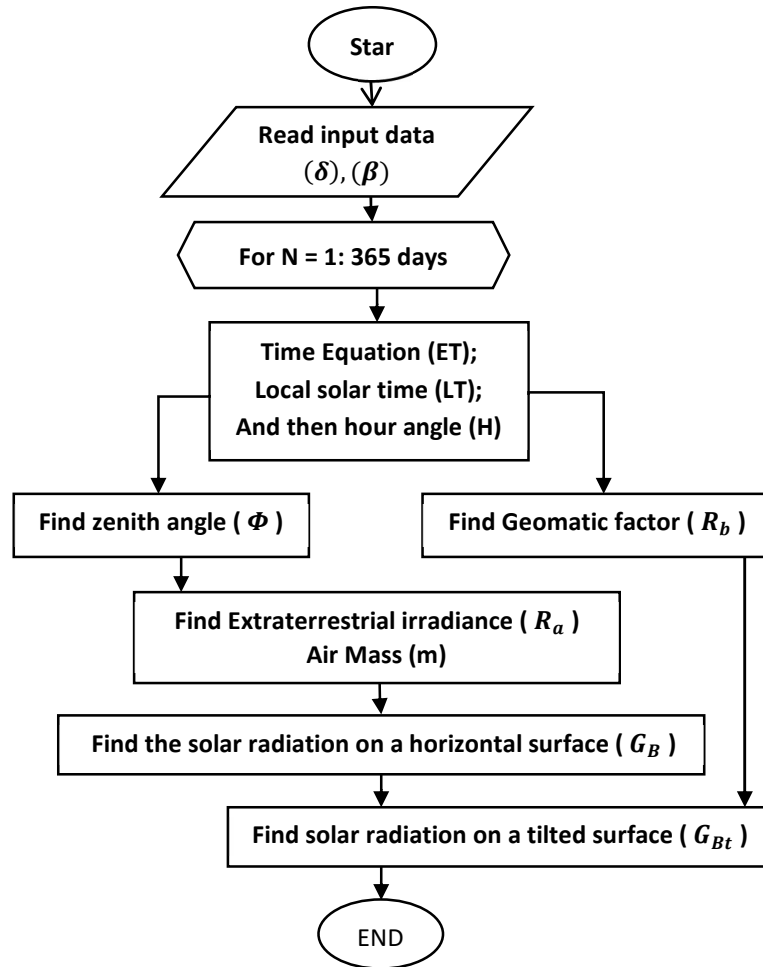 Star
Read input data
(δ), (β)
For N = 1: 365 days
Time Equation (ET);
Local solar time (LT);
And then hour angle (H)
Find zenith angle ( Φ )
Find Geomatic factor ( R_b )
Find Extraterrestrial irradiance ( R_a )
Air Mass (m)
Find the solar radiation on a horizontal surface ( G_B )
Find solar radiation on a tilted surface ( G_Bt )
END